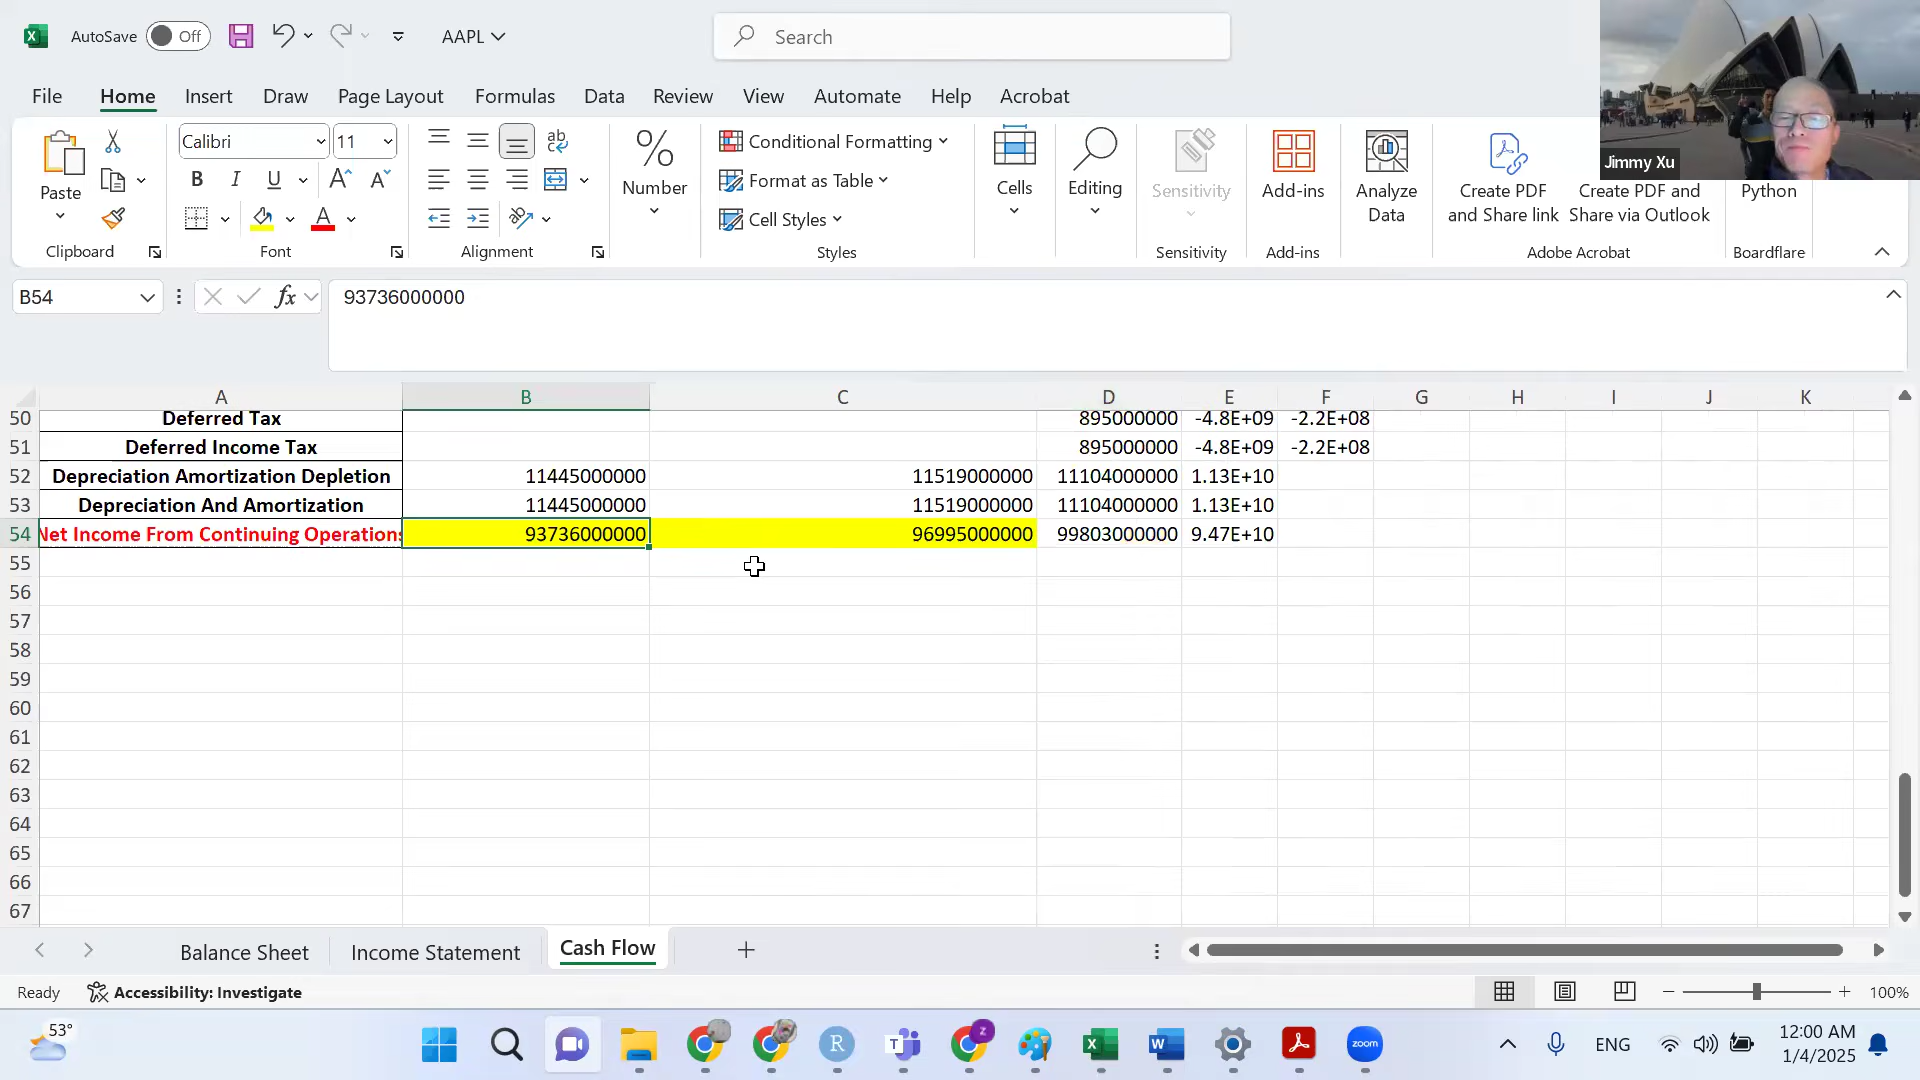 AutoSave Off AAPL Search
File Home Insert Draw Page Layout Formulas Data Review View Automate Help Acrobat
Jimmy Xu
Paste Calibri 11 Number Conditional Formatting Format as Table Cell Styles Cells Editing Sensitivity Add-ins Analyze Data Create PDF and Share link Create PDF and Share via Outlook Python
Clipboard Font Alignment Styles Sensitivity Add-ins Adobe Acrobat Boardflare
B54 fx 93736000000
A B C D E F G H I J K
50 Deferred Tax 895000000 -4.8E+09 -2.2E+08
51 Deferred Income Tax 895000000 -4.8E+09 -2.2E+08
52 Depreciation Amortization Depletion 11445000000 11519000000 11104000000 1.13E+10
53 Depreciation And Amortization 11445000000 11519000000 11104000000 1.13E+10
54 Net Income From Continuing Operations 93736000000 96995000000 99803000000 9.47E+10
55
56
57
58
59
60
61
62
63
64
65
66
67
Balance Sheet Income Statement Cash Flow
Ready Accessibility: Investigate 100%
53° zoom ENG 12:00 AM
1/4/2025